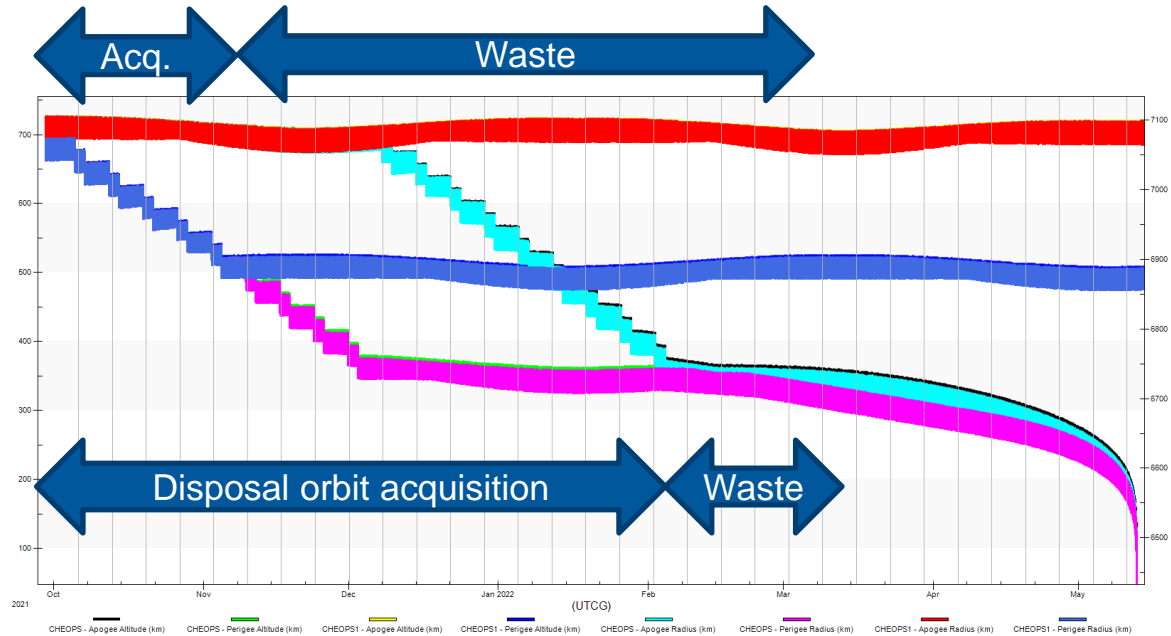 Acq.
Waste
700
600
500
400
300
200
100
7100
7000
6900
6800
6700
6600
6500
Disposal orbit acquisition
Waste
Oct
Nov
Dec
Jan 2022
Feb
Mar
Apr
May
2021
(UTCG)
CHEOPS - Apogee Altitude (km)
CHEOPS - Perigee Altitude (km)
CHEOPS1 - Apogee Altitude (km)
CHEOPS1 - Perigee Altitude (km)
CHEOPS - Apogee Radius (km)
CHEOPS - Perigee Radius (km)
CHEOPS1 - Apogee Radius (km)
CHEOPS1 - Perigee Radius (km)